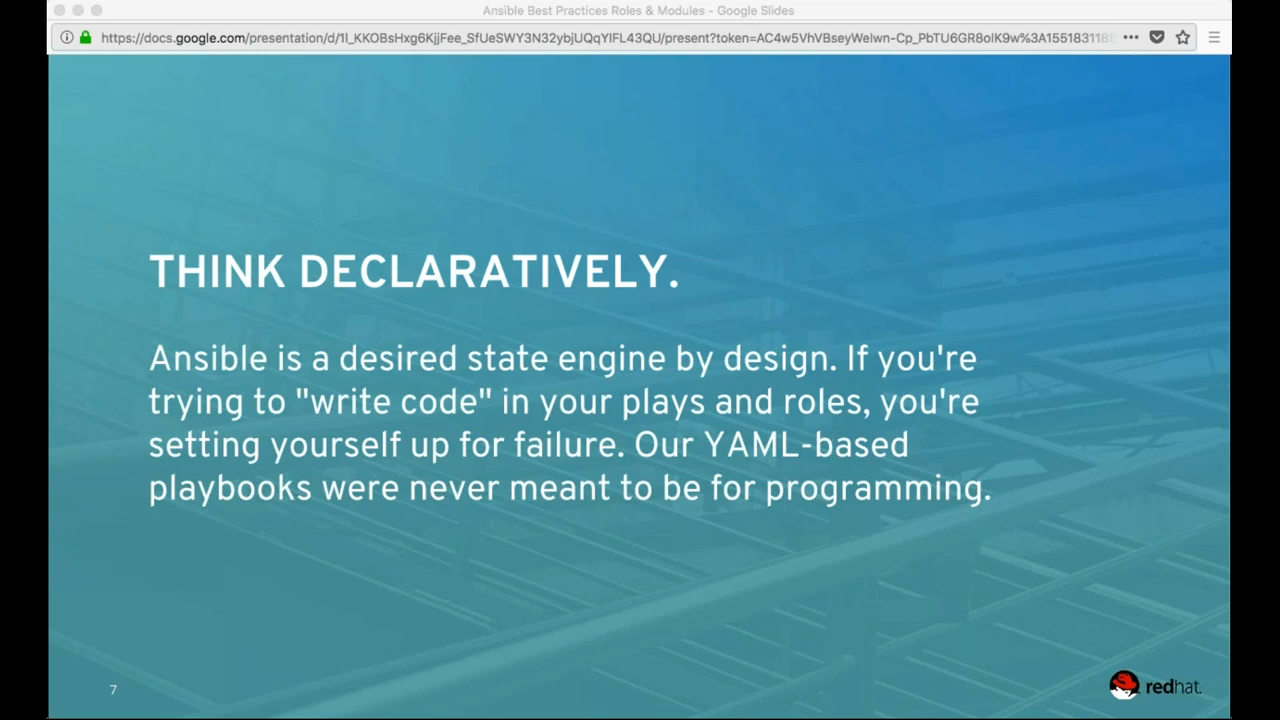 Ansible Best Practices Roles & Modules - Google Slides
THINK DECLARATIVELY.
Ansible is a desired state engine by design. If you're
trying to "write code" in your plays and roles, you're
setting yourself up for failure. Our YAML-based
playbooks were never meant to be for programming.
7
redhat.